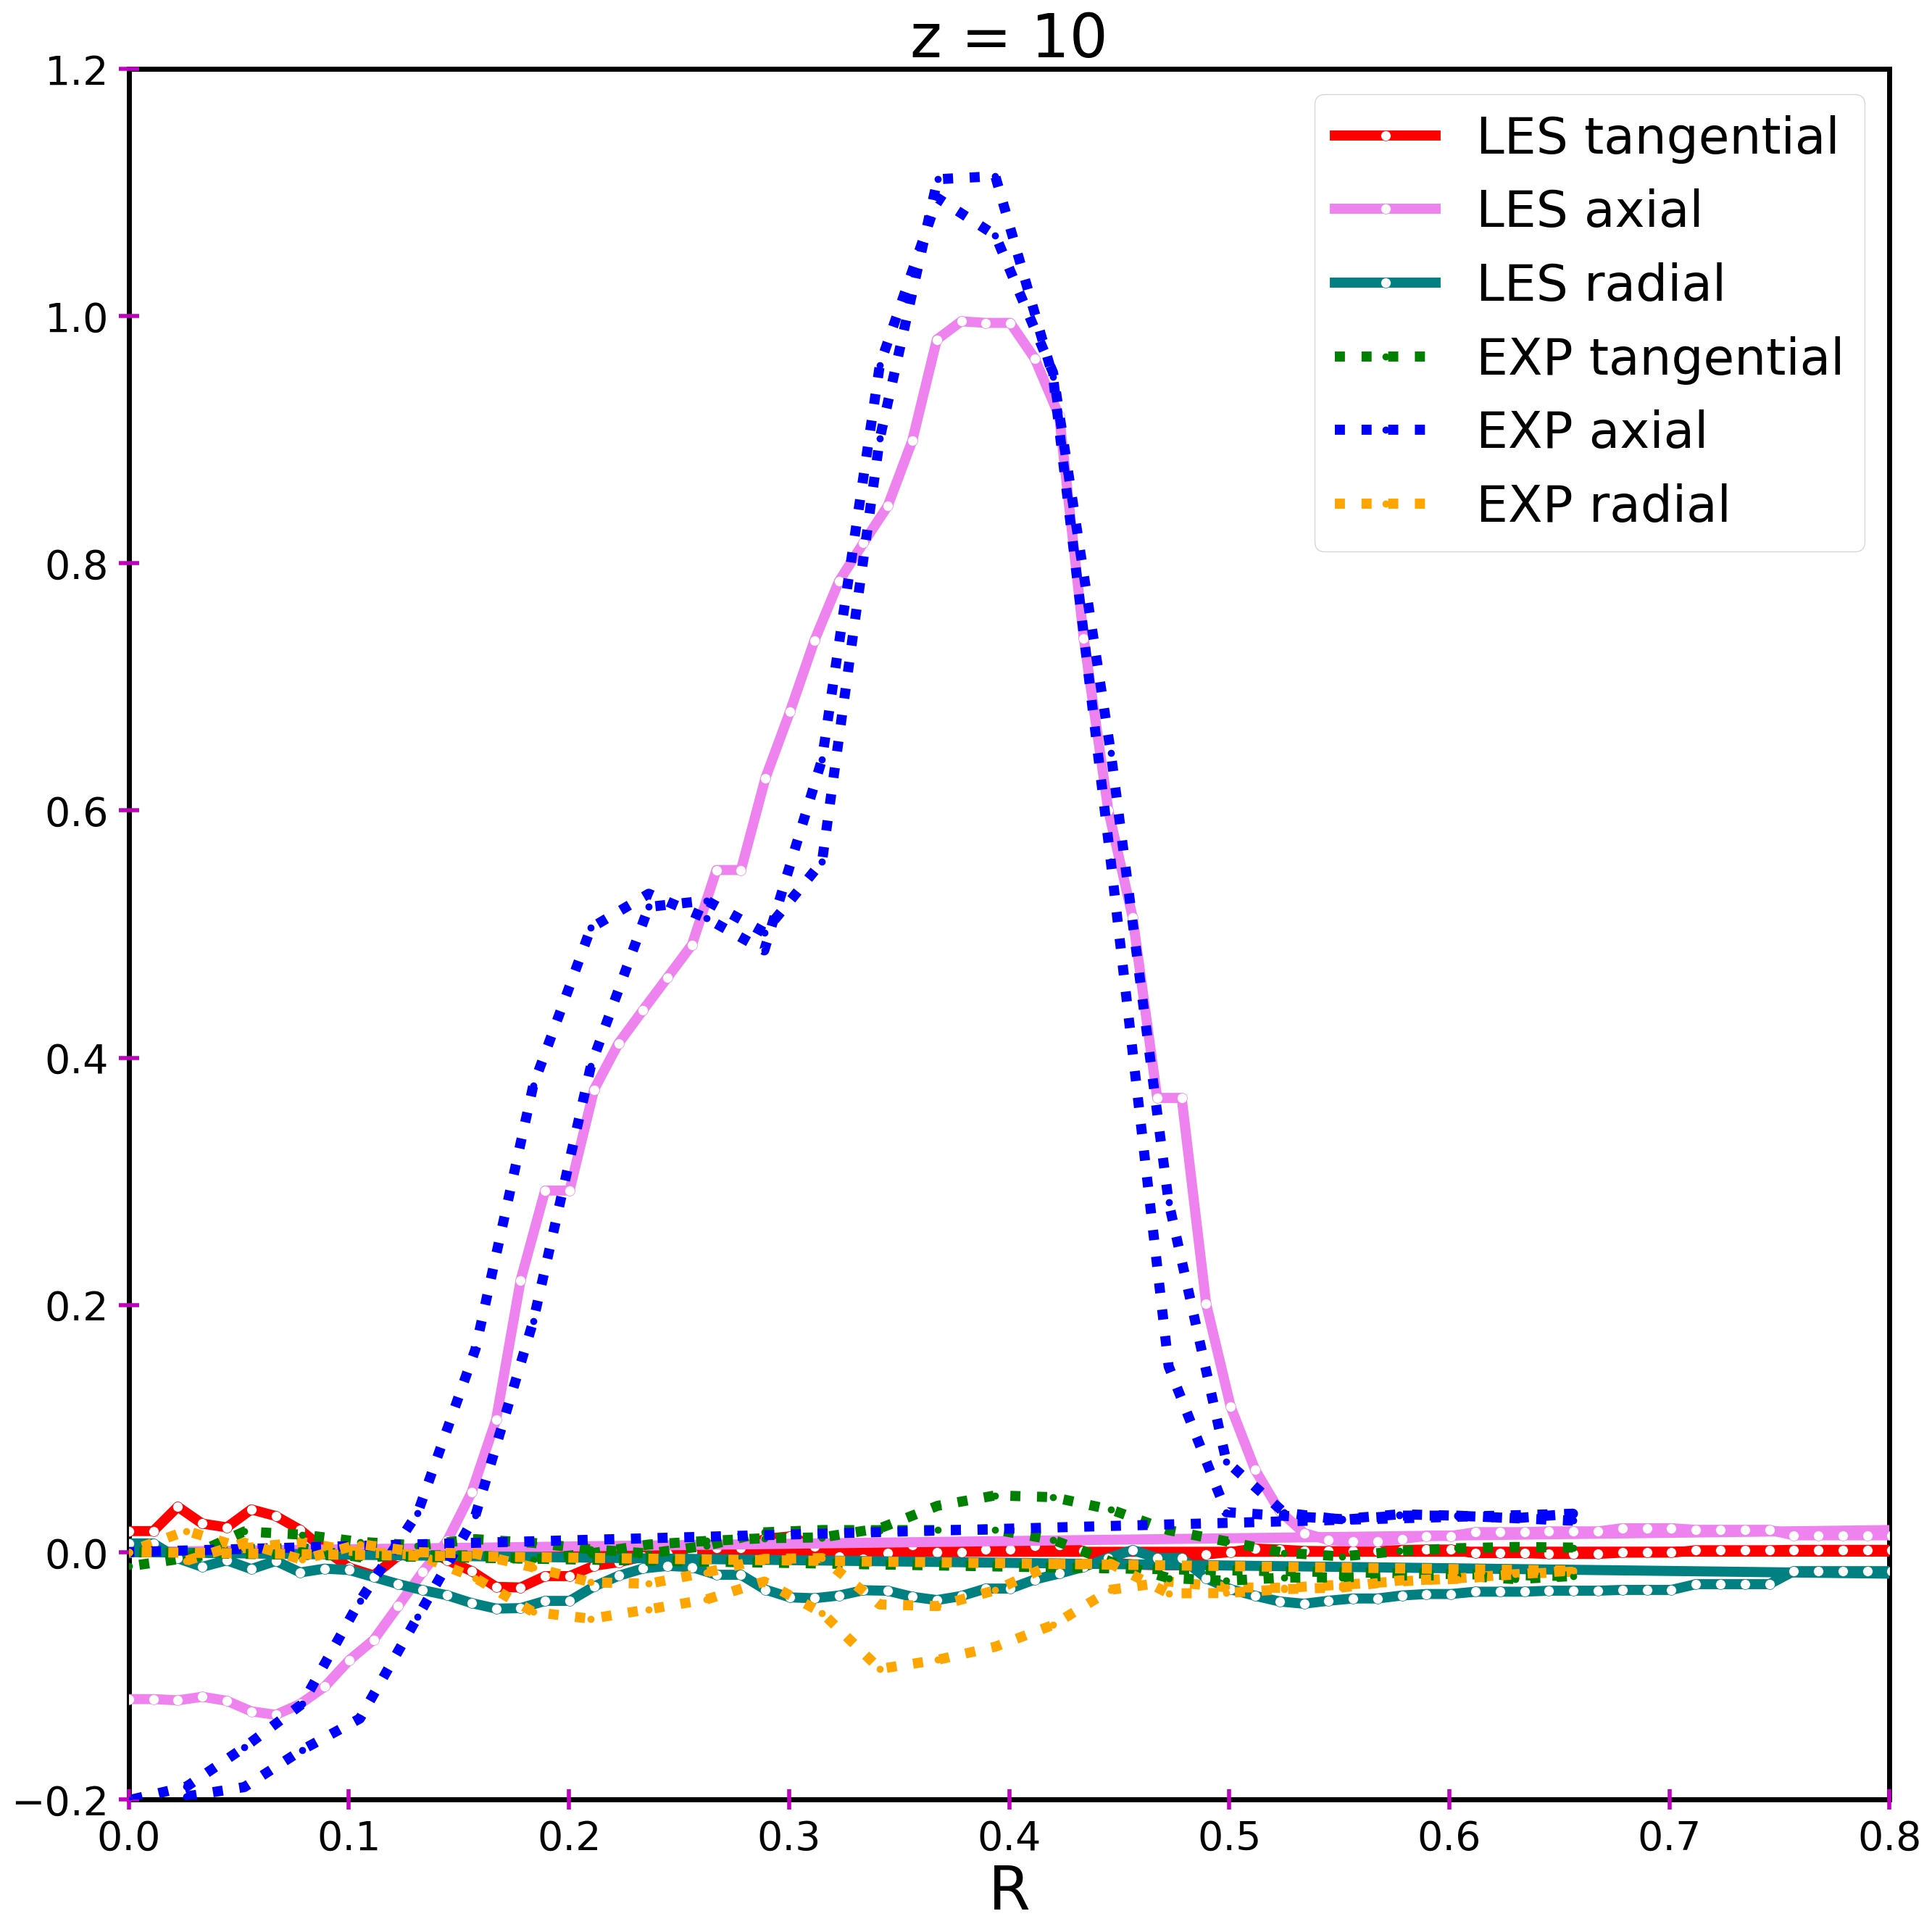 z = 10
1.2
1.0
0.8
0.6
0.4
0.2
0.0
−0.2
LES tangential
LES axial
LES radial
EXP tangential
EXP axial
EXP radial
0.0 0.1 0.2 0.3 0.4 0.5 0.6 0.7 0.8
R